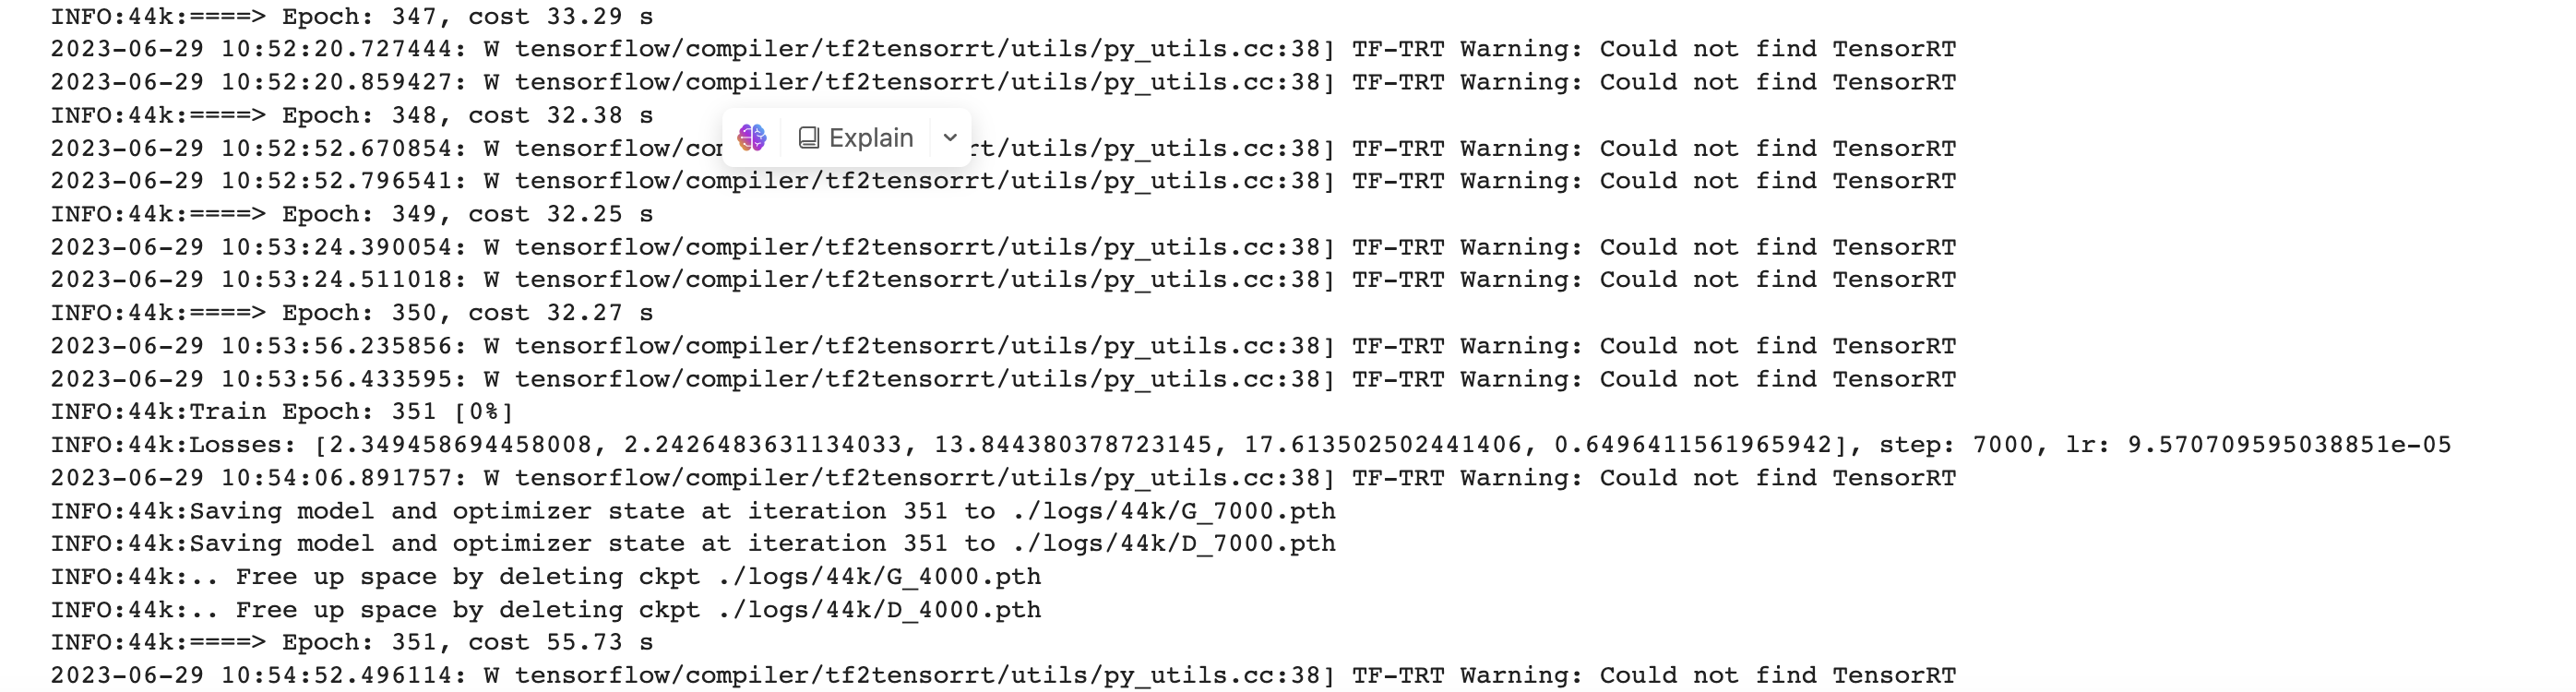 INFO:44k:====> Epoch: 347, cost 33.29 s
2023-06-29 10:52:20.727444: W tensorflow/compiler/tf2tensorrt/utils/py_utils.cc:38] TF-TRT Warning: Could not find TensorRT
2023-06-29 10:52:20.859427: W tensorflow/compiler/tf2tensorrt/utils/py_utils.cc:38] TF-TRT Warning: Could not find TensorRT
INFO:44k:====> Epoch: 348, cost 32.38 s
Explain
2023-06-29 10:52:52.670854: W tensorflow/co rt/utils/py_utils.cc:38] TF-TRT Warning: Could not find TensorRT
2023-06-29 10:52:52.796541: W tensorflow/compiler/tf2tensorrt/utils/py_utils.cc:38] TF-TRT Warning: Could not find TensorRT
INFO:44k:====> Epoch: 349, cost 32.25 s
2023-06-29 10:53:24.390054: W tensorflow/compiler/tf2tensorrt/utils/py_utils.cc:38] TF-TRT Warning: Could not find TensorRT
2023-06-29 10:53:24.511018: W tensorflow/compiler/tf2tensorrt/utils/py_utils.cc:38] TF-TRT Warning: Could not find TensorRT
INFO:44k:====> Epoch: 350, cost 32.27 s
2023-06-29 10:53:56.235856: W tensorflow/compiler/tf2tensorrt/utils/py_utils.cc:38] TF-TRT Warning: Could not find TensorRT
2023-06-29 10:53:56.433595: W tensorflow/compiler/tf2tensorrt/utils/py_utils.cc:38] TF-TRT Warning: Could not find TensorRT
INFO:44k:Train Epoch: 351 [0%]
INFO:44k:Losses: [2.349458694458008, 2.2426483631134033, 13.844380378723145, 17.613502502441406, 0.6496411561965942], step: 7000, lr: 9.570709595038851e-05
2023-06-29 10:54:06.891757: W tensorflow/compiler/tf2tensorrt/utils/py_utils.cc:38] TF-TRT Warning: Could not find TensorRT
INFO:44k:Saving model and optimizer state at iteration 351 to ./logs/44k/G_7000.pth
INFO:44k:Saving model and optimizer state at iteration 351 to ./logs/44k/D_7000.pth
INFO:44k:.. Free up space by deleting ckpt ./logs/44k/G_4000.pth
INFO:44k:.. Free up space by deleting ckpt ./logs/44k/D_4000.pth
INFO:44k:====> Epoch: 351, cost 55.73 s
2023-06-29 10:54:52.496114: W tensorflow/compiler/tf2tensorrt/utils/py_utils.cc:38] TF-TRT Warning: Could not find TensorRT